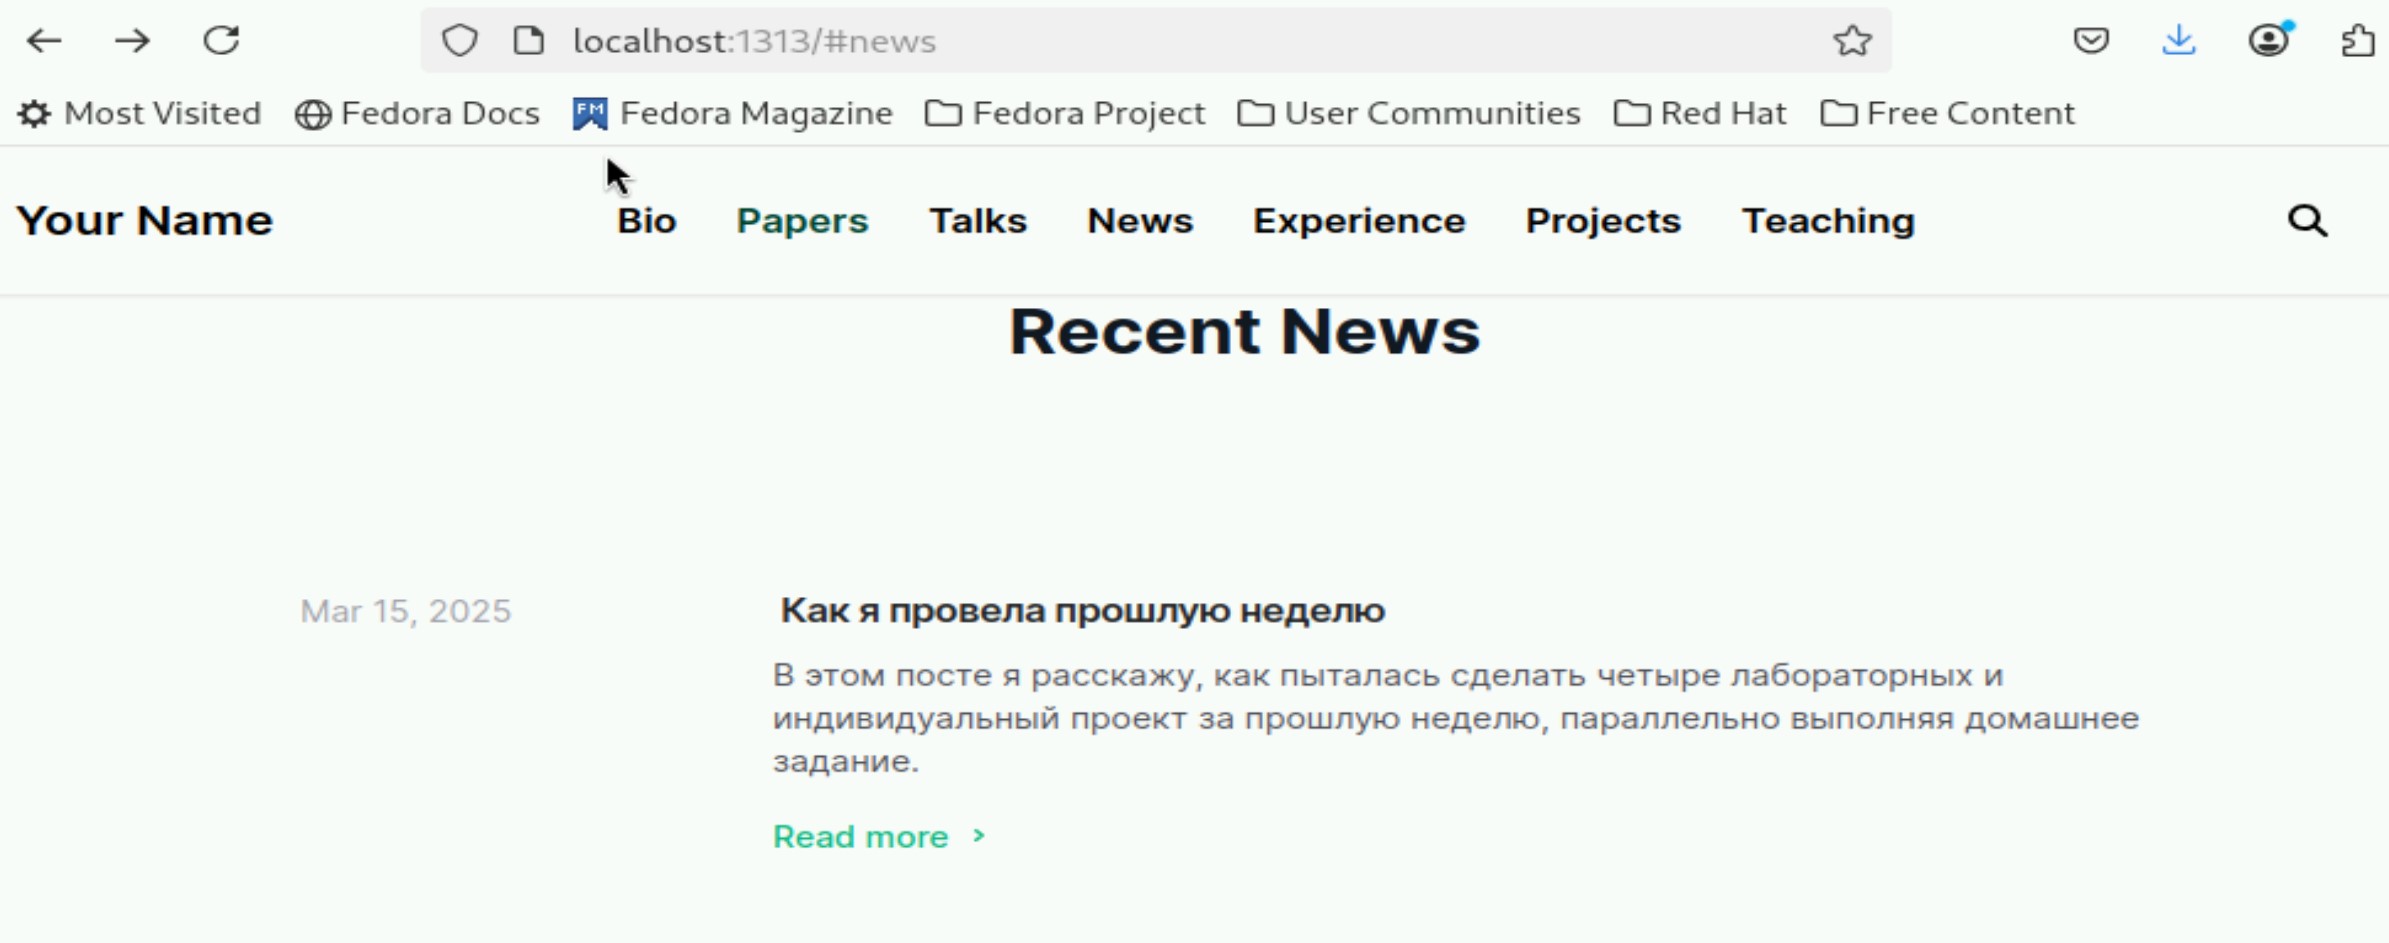 localhost:1313/#news
Most Visited Fedora Docs FM Fedora Magazine Fedora Project User Communities Red Hat Free Content
Your Name Bio Papers Talks News Experience Projects Teaching
Recent News
Mar 15, 2025 Как я провела прошлую неделю
В этом посте я расскажу, как пыталась сделать четыре лабораторных и
индивидуальный проект за прошлую неделю, параллельно выполняя домашнее
задание.
Read more